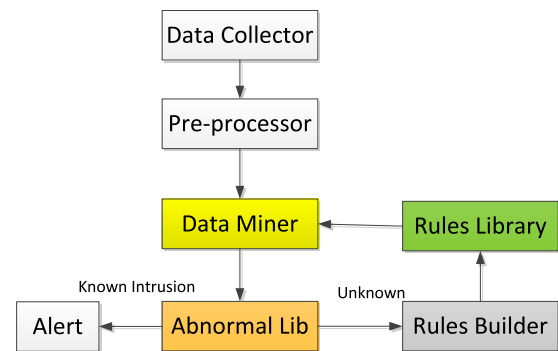 Data Collector
Pre-processor
Data Miner
Rules Library
Known Intrusion
Unknown
Alert
Abnormal Lib
Rules Builder